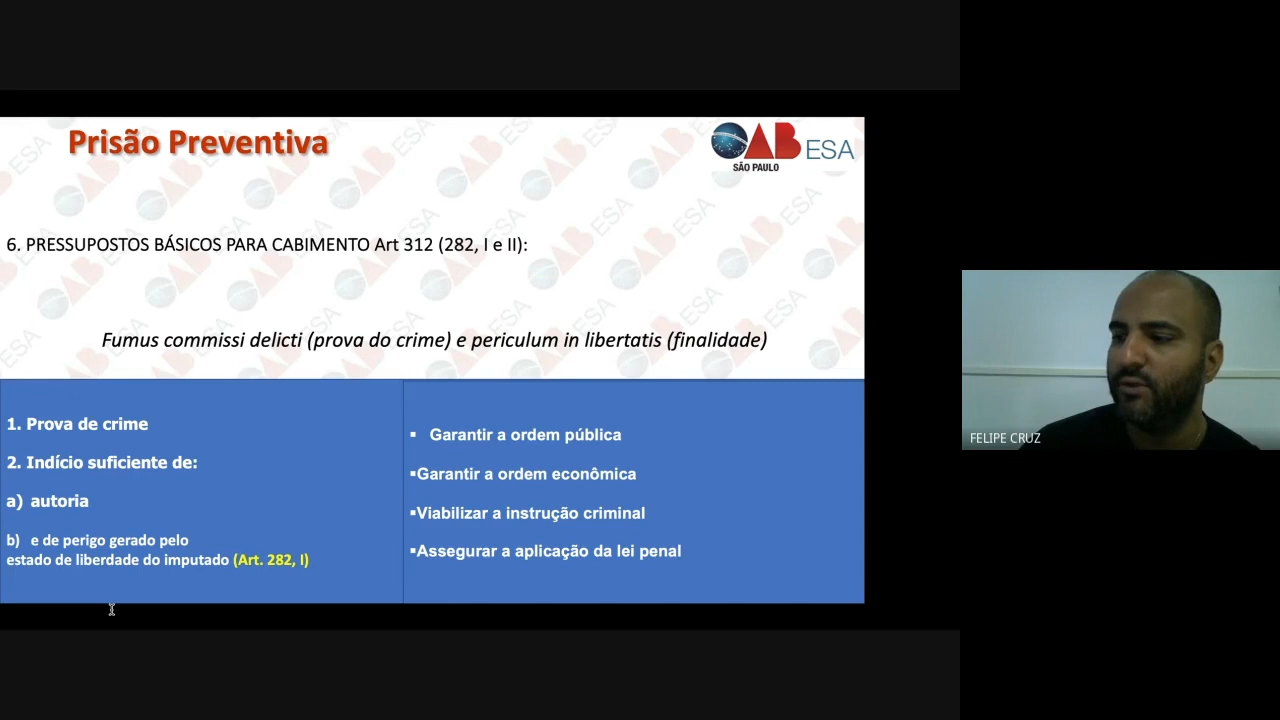 Prisão Preventiva
OAB ESA
SÃO PAULO
6. PRESSUPOSTOS BÁSICOS PARA CABIMENTO Art 312 (282, I e II):
Fumus commissi delicti (prova do crime) e periculum in libertatis (finalidade)
1. Prova de crime
2. Indício suficiente de:
a) autoria
b) e de perigo gerado pelo
estado de liberdade do imputado (Art. 282, I)
▪ Garantir a ordem pública
▪Garantir a ordem econômica
▪Viabilizar a instrução criminal
▪Assegurar a aplicação da lei penal
FELIPE CRUZ